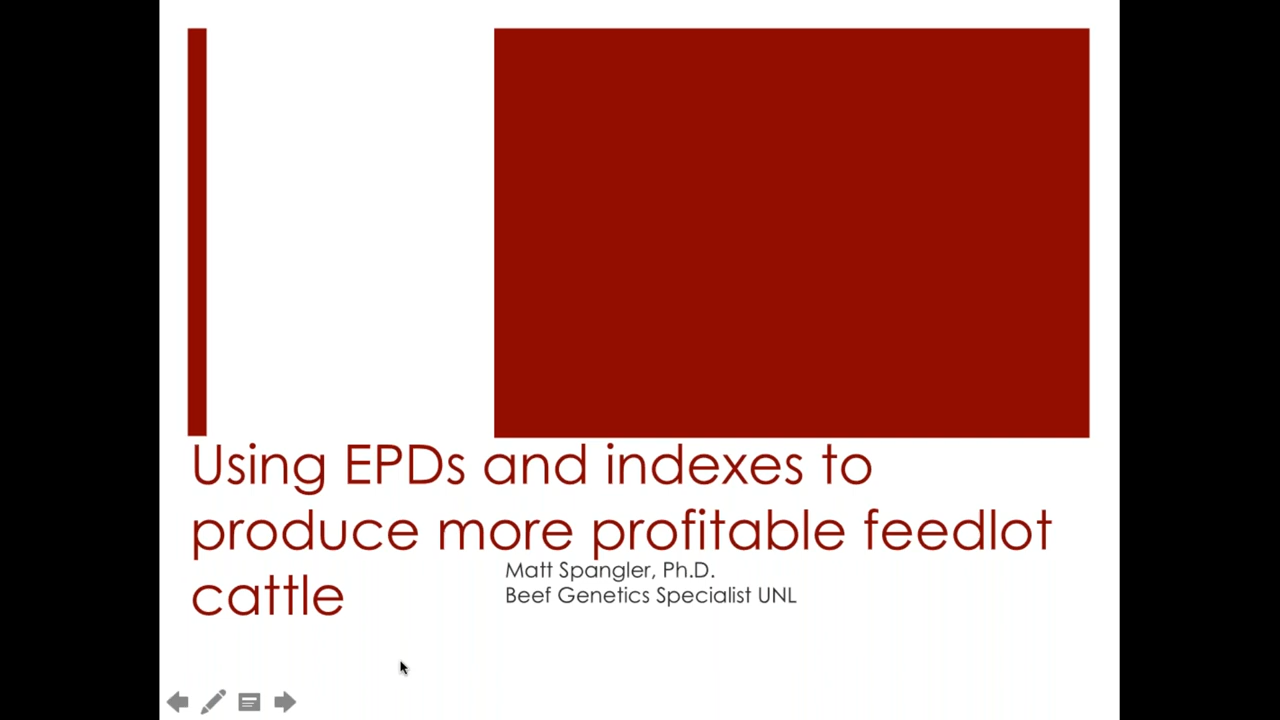 Using EPDs and indexes to
produce more profitable feedlot
cattle
Matt Spangler, Ph.D.
Beef Genetics Specialist UNL